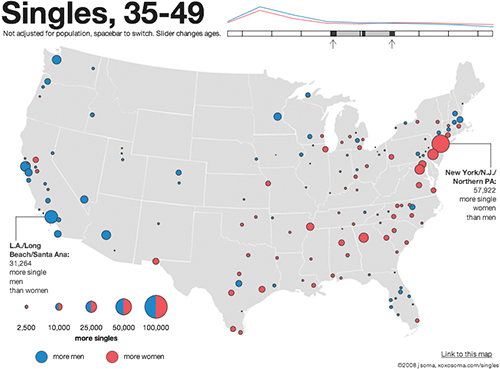 Singles, 35-49
Not adjusted for population, spacebar to switch. Slider changes ages.
New York/N.J./
Northern PA:
57,922
more single
women
than men
L.A./Long
Beach/Santa Ana:
31,264
more single
men
than women
2,500 10,000 25,000 50,000 100,000
more singles
more men more women
Link to this map
©2008 j soma, xoxosoma.com/singles